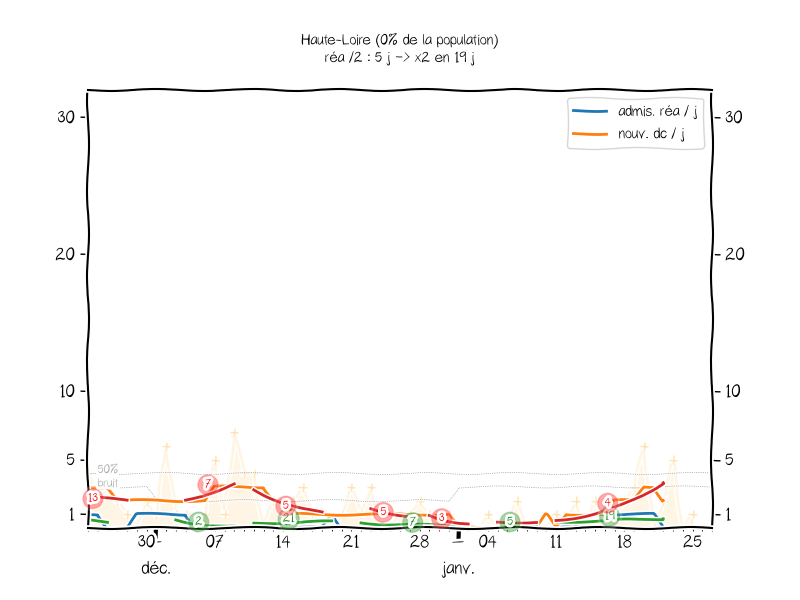 Haute-Loire (0% de la population)
réa /2 : 5 j -> x2 en 19 j
admis. réa / j
nouv. dc / j
30 30
20 20
10 10
5 5
1 1
50%
bruit
13 7 5 5 3 4
2 21 7 5 19
30 07 14 21 28 04 11 18 25
déc. janv.